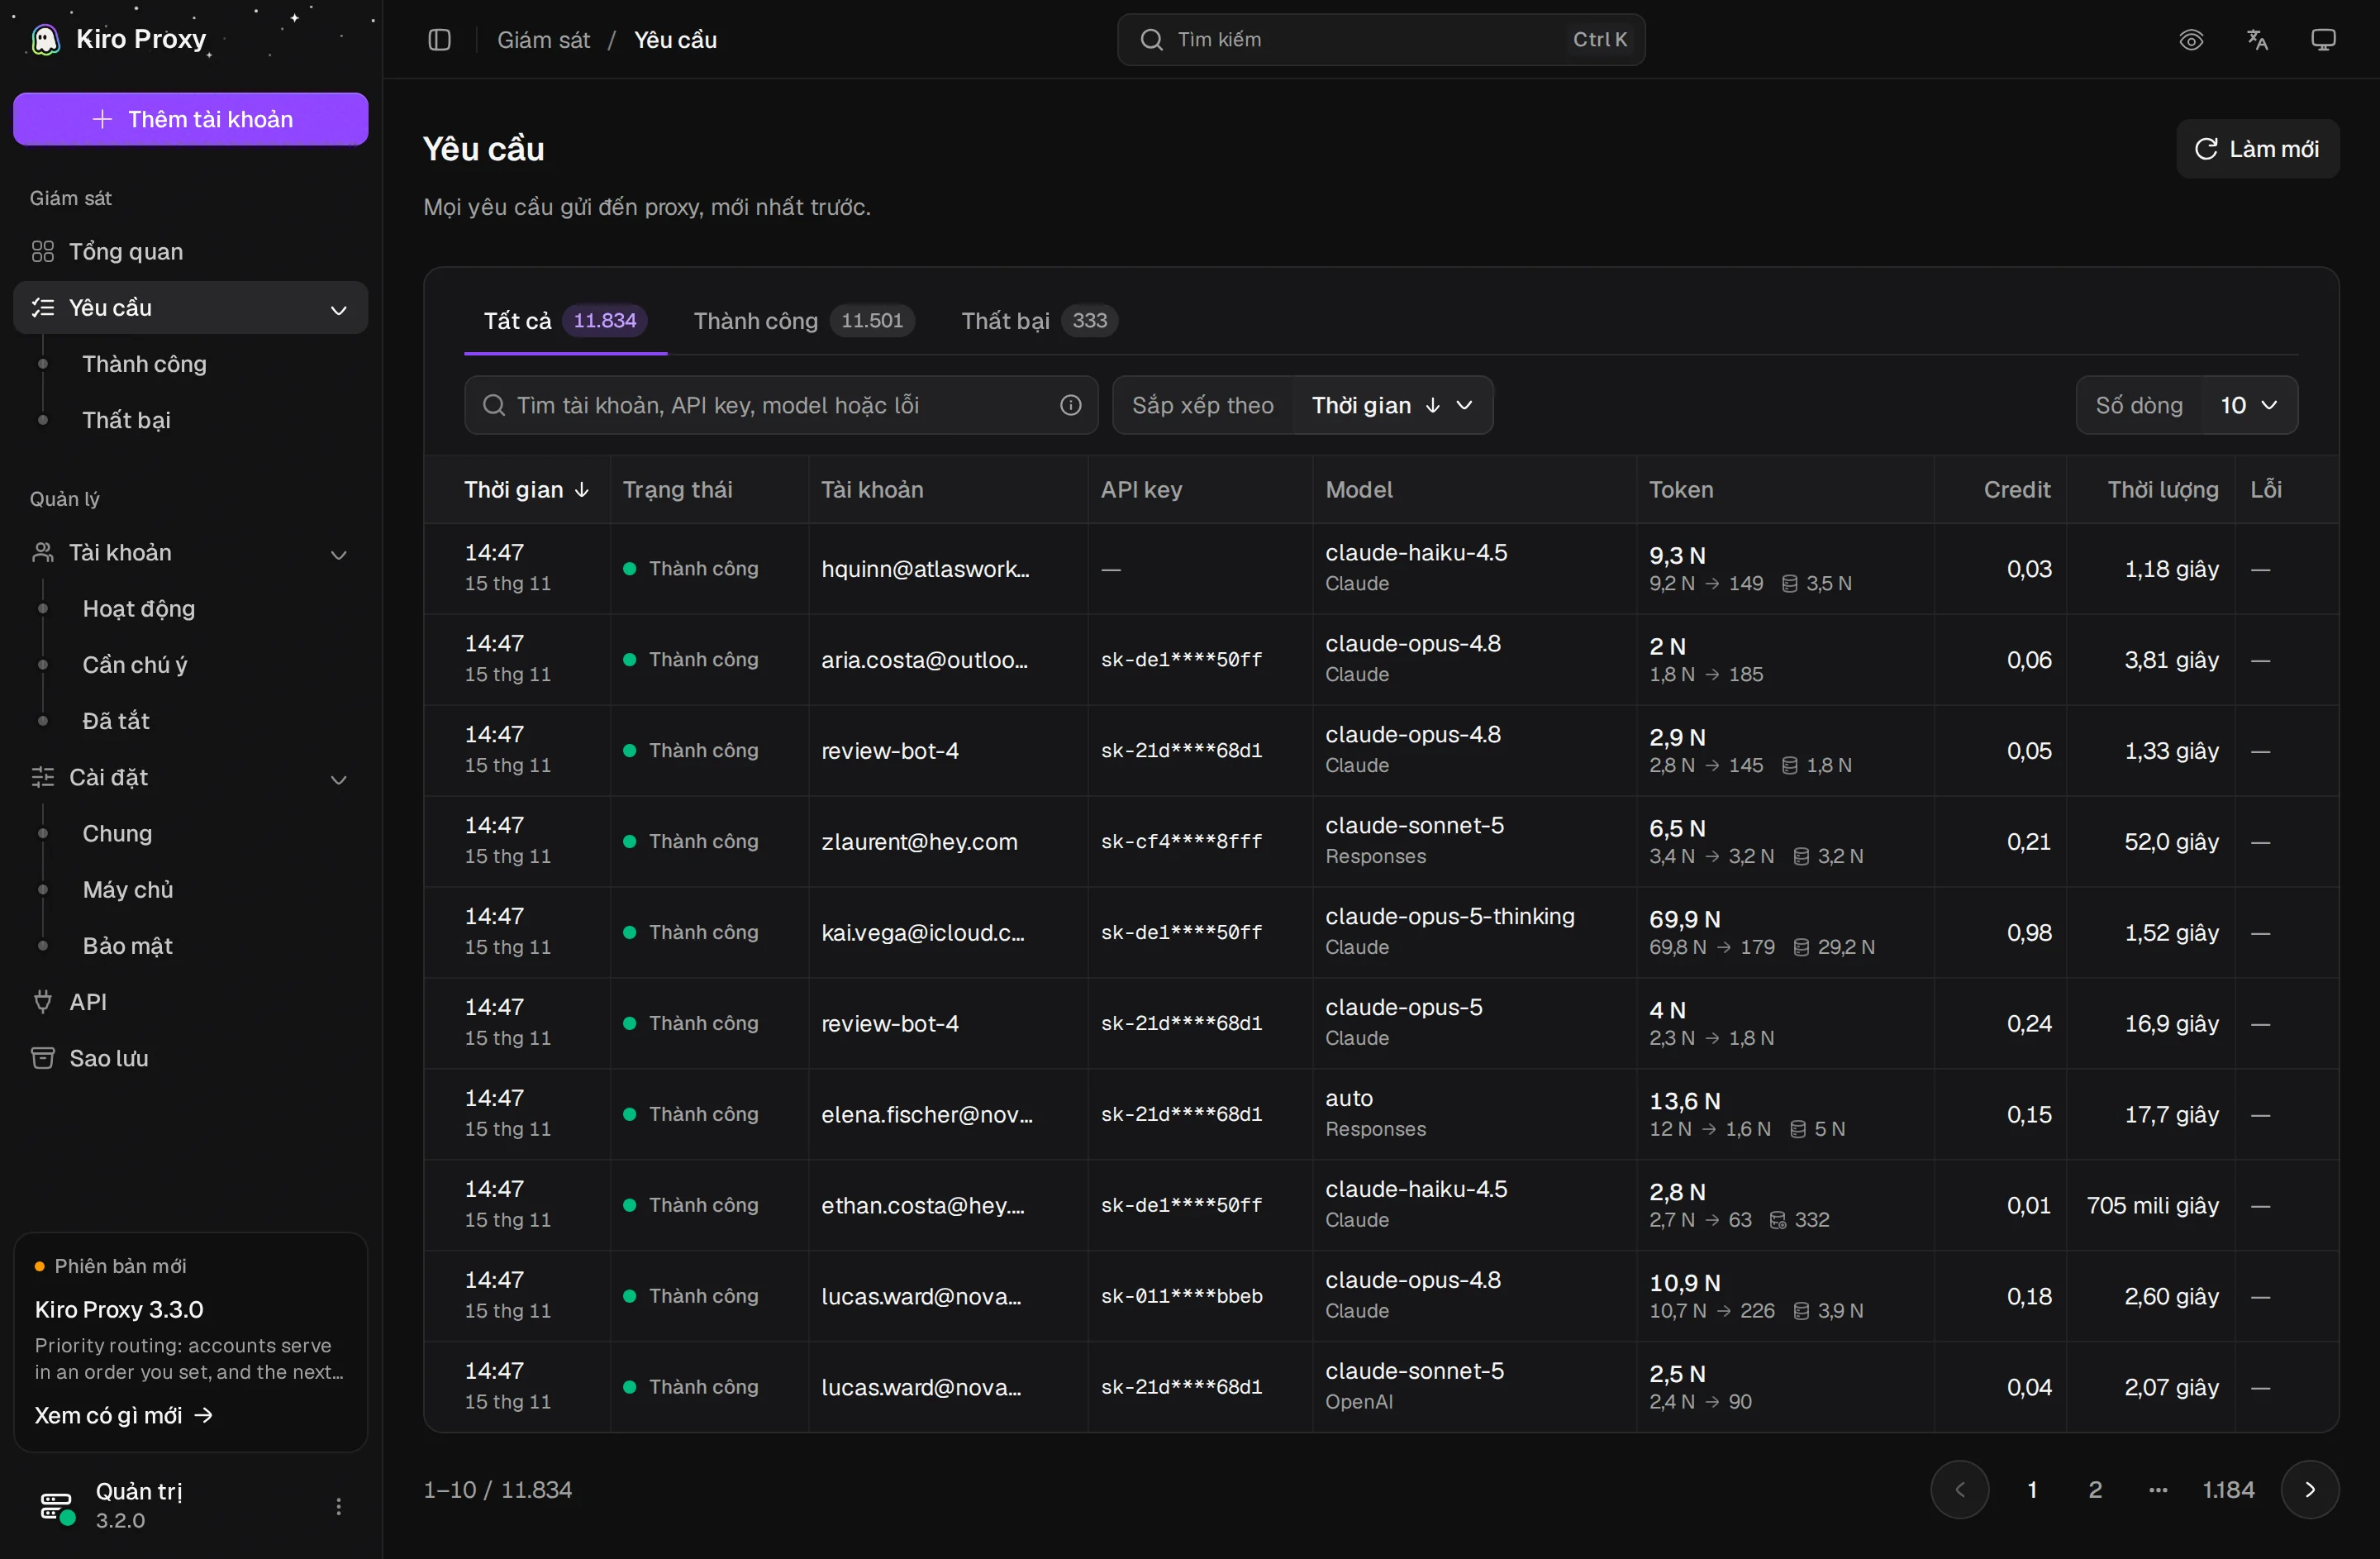 Kiro Proxy
Thêm tài khoản
Giám sát
Tổng quan
Yêu cầu
Thành công
Thất bại
Quản lý
Tài khoản
Hoạt động
Cần chú ý
Đã tắt
Cài đặt
Chung
Máy chủ
Bảo mật
API
Sao lưu
Phiên bản mới
Kiro Proxy 3.3.0
Priority routing: accounts serve
in an order you set, and the next...
Xem có gì mới →
Quản trị
3.2.0
Giám sát / Yêu cầu
Tìm kiếm Ctrl K
Yêu cầu
Làm mới
Mọi yêu cầu gửi đến proxy, mới nhất trước.
Tất cả 11.834 Thành công 11.501 Thất bại 333
Tìm tài khoản, API key, model hoặc lỗi
Sắp xếp theo Thời gian ↓
Số dòng 10
Thời gian ↓ Trạng thái Tài khoản API key Model Token Credit Thời lượng Lỗi
14:47 Thành công hquinn@atlaswork... — claude-haiku-4.5 9,3 N 0,03 1,18 giây —
15 thg 11 Claude 9,2 N → 149 3,5 N
14:47 Thành công aria.costa@outloo... sk-de1****50ff claude-opus-4.8 2 N 0,06 3,81 giây —
15 thg 11 Claude 1,8 N → 185
14:47 Thành công review-bot-4 sk-21d****68d1 claude-opus-4.8 2,9 N 0,05 1,33 giây —
15 thg 11 Claude 2,8 N → 145 1,8 N
14:47 Thành công zlaurent@hey.com sk-cf4****8fff claude-sonnet-5 6,5 N 0,21 52,0 giây —
15 thg 11 Responses 3,4 N → 3,2 N 3,2 N
14:47 Thành công kai.vega@icloud.c... sk-de1****50ff claude-opus-5-thinking 69,9 N 0,98 1,52 giây —
15 thg 11 Claude 69,8 N → 179 29,2 N
14:47 Thành công review-bot-4 sk-21d****68d1 claude-opus-5 4 N 0,24 16,9 giây —
15 thg 11 Claude 2,3 N → 1,8 N
14:47 Thành công elena.fischer@nov... sk-21d****68d1 auto 13,6 N 0,15 17,7 giây —
15 thg 11 Responses 12 N → 1,6 N 5 N
14:47 Thành công ethan.costa@hey.... sk-de1****50ff claude-haiku-4.5 2,8 N 0,01 705 mili giây —
15 thg 11 Claude 2,7 N → 63 332
14:47 Thành công lucas.ward@nova... sk-011****bbeb claude-opus-4.8 10,9 N 0,18 2,60 giây —
15 thg 11 Claude 10,7 N → 226 3,9 N
14:47 Thành công lucas.ward@nova... sk-21d****68d1 claude-sonnet-5 2,5 N 0,04 2,07 giây —
15 thg 11 OpenAI 2,4 N → 90
1–10 / 11.834
1 2 ... 1.184